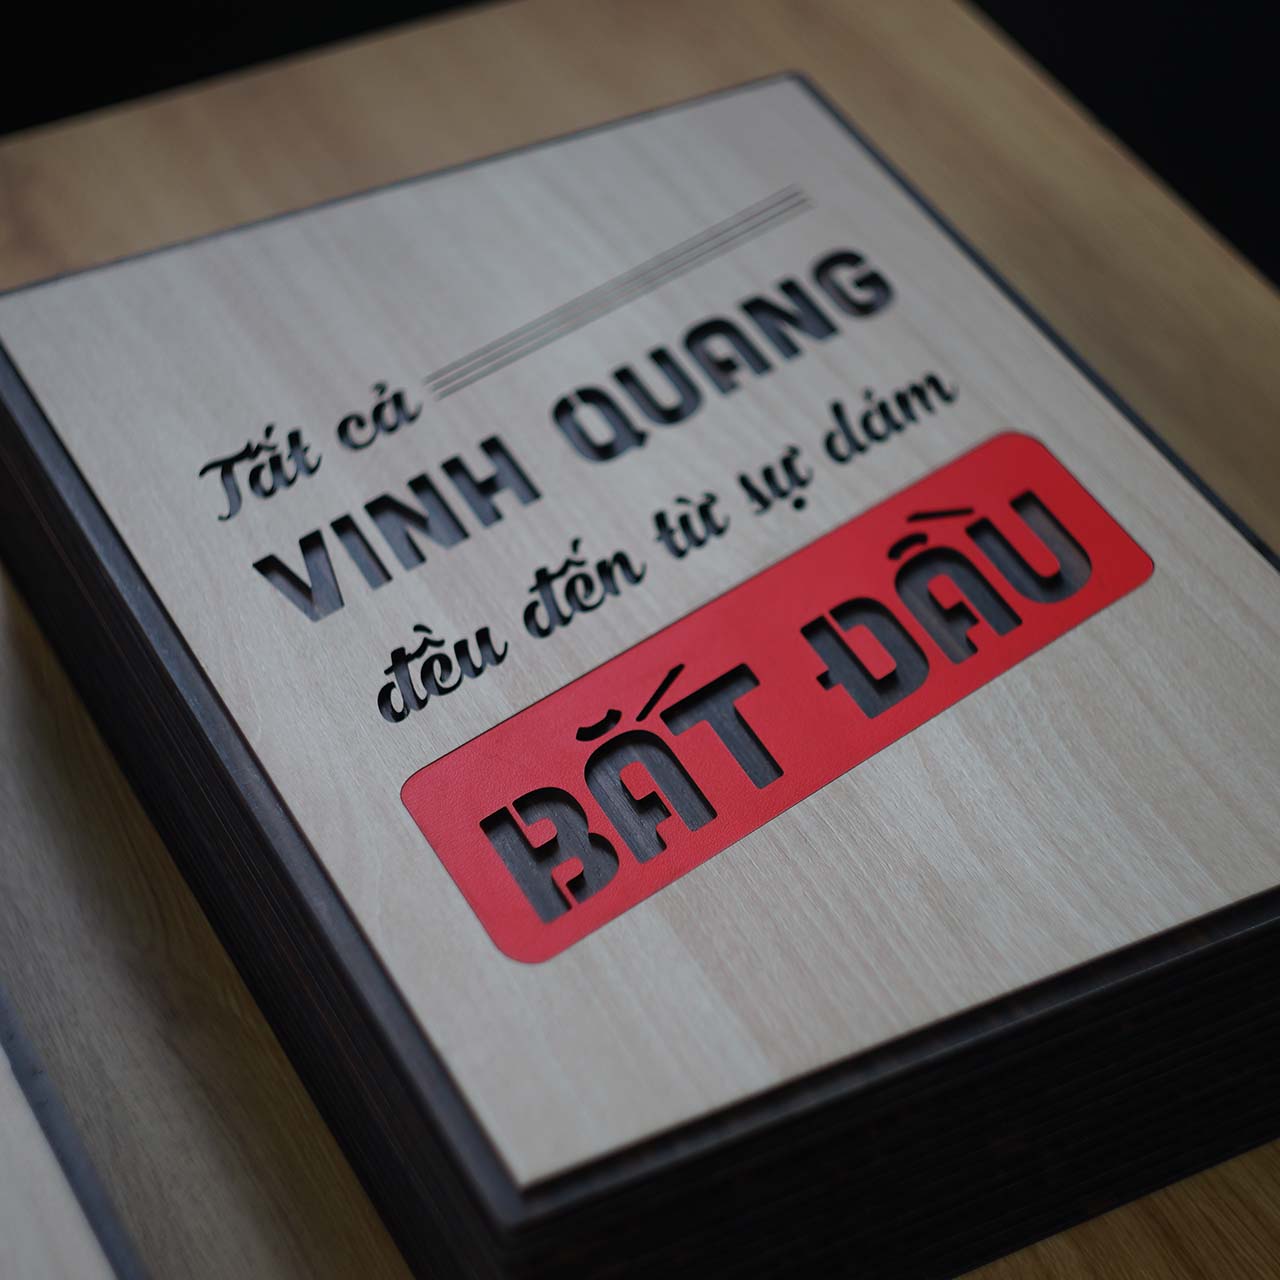 Tất cả
VINH QUANG
đều đến từ sự dám
BẮT ĐẦU